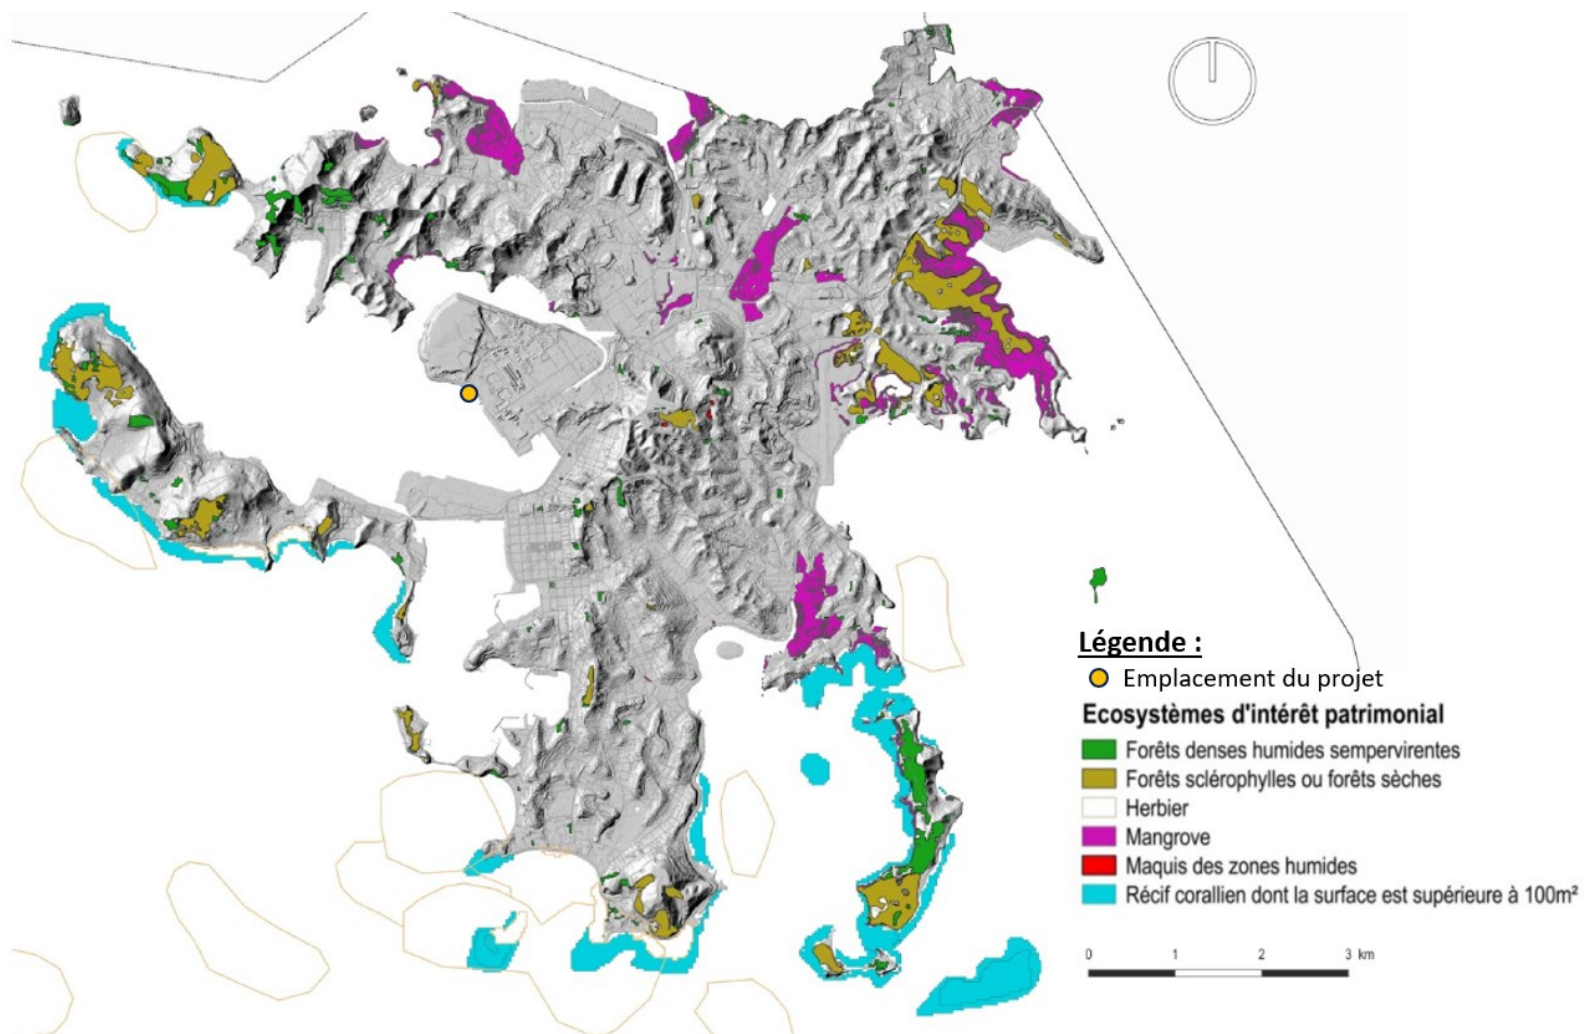 Légende :
Emplacement du projet
Ecosystèmes d'intérêt patrimonial
Forêts denses humides sempervirentes
Forêts sclérophylles ou forêts sèches
Herbier
Mangrove
Maquis des zones humides
Récif corallien dont la surface est supérieure à 100m²
0 1 2 3 km